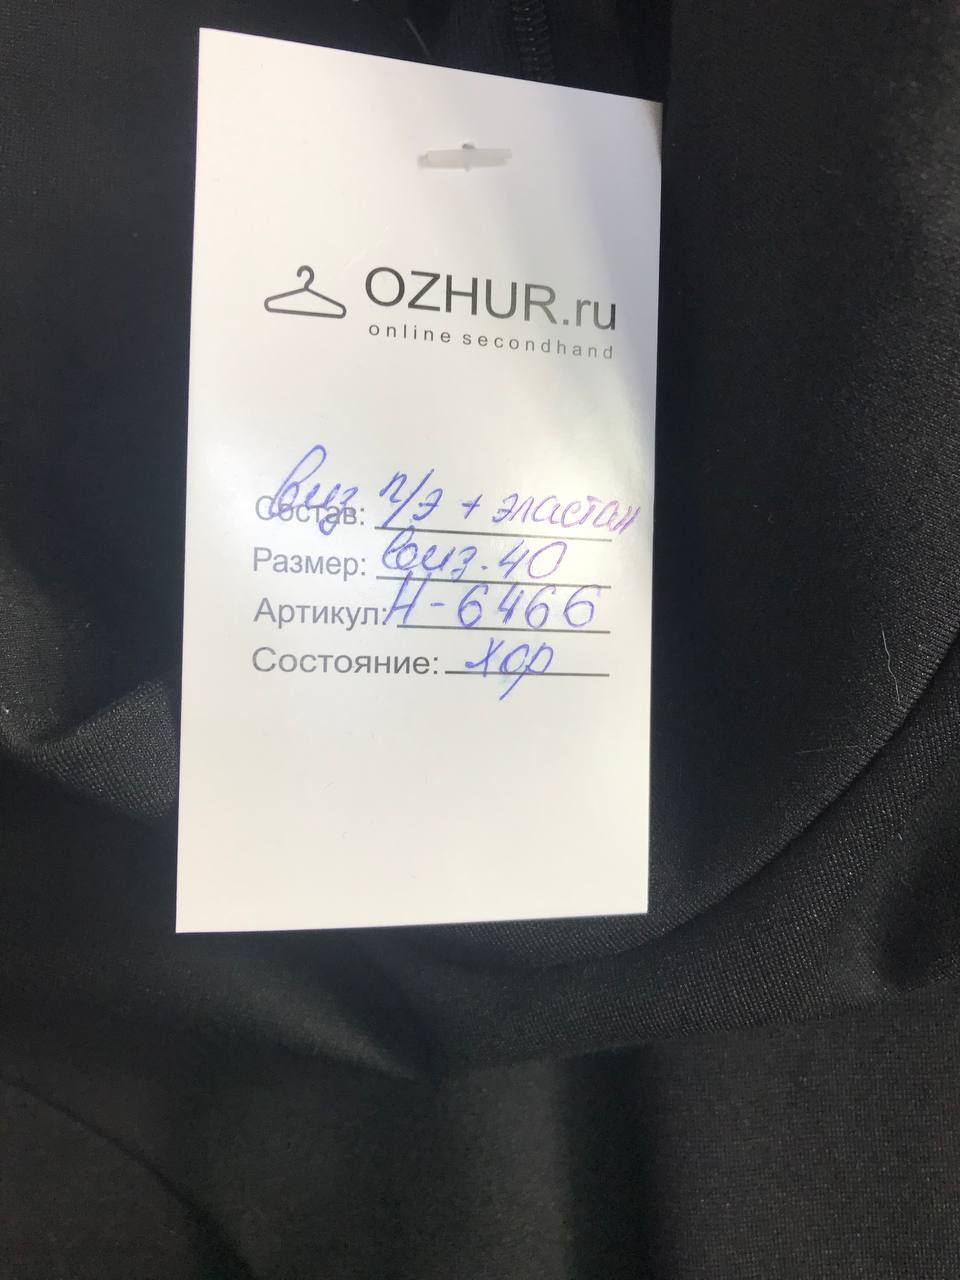 OZHUR.ru
online secondhand
Состав: виз п/э + эластан
Размер: виз. 40
Артикул: Н-6466
Состояние: хор